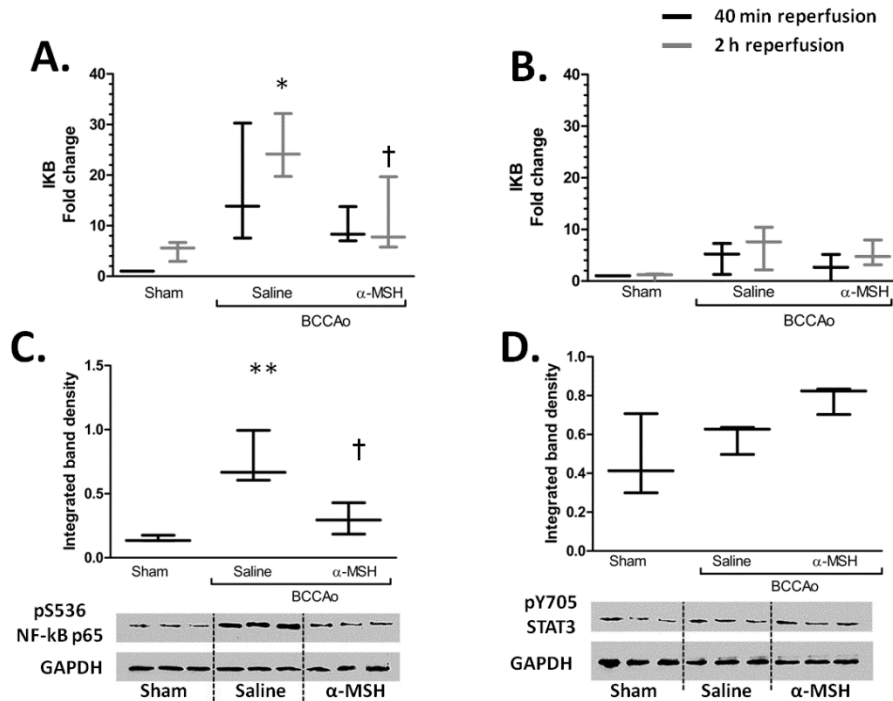 40 min reperfusion
2 h reperfusion
A.
*
†
40
30
20
10
0
IKB
Fold change
Sham
Saline
α-MSH
BCCAo
B.
40
30
20
10
0
IKB
Fold change
Sham
Saline
α-MSH
BCCAo
C.
**
†
1.5
1.0
0.5
0.0
Integrated band density
Sham
Saline
α-MSH
BCCAo
pS536
NF-kB p65
GAPDH
Sham
Saline
α-MSH
D.
1.0
0.8
0.6
0.4
0.2
0.0
Integrated band density
Sham
Saline
α-MSH
BCCAo
pY705
STAT3
GAPDH
Sham
Saline
α-MSH